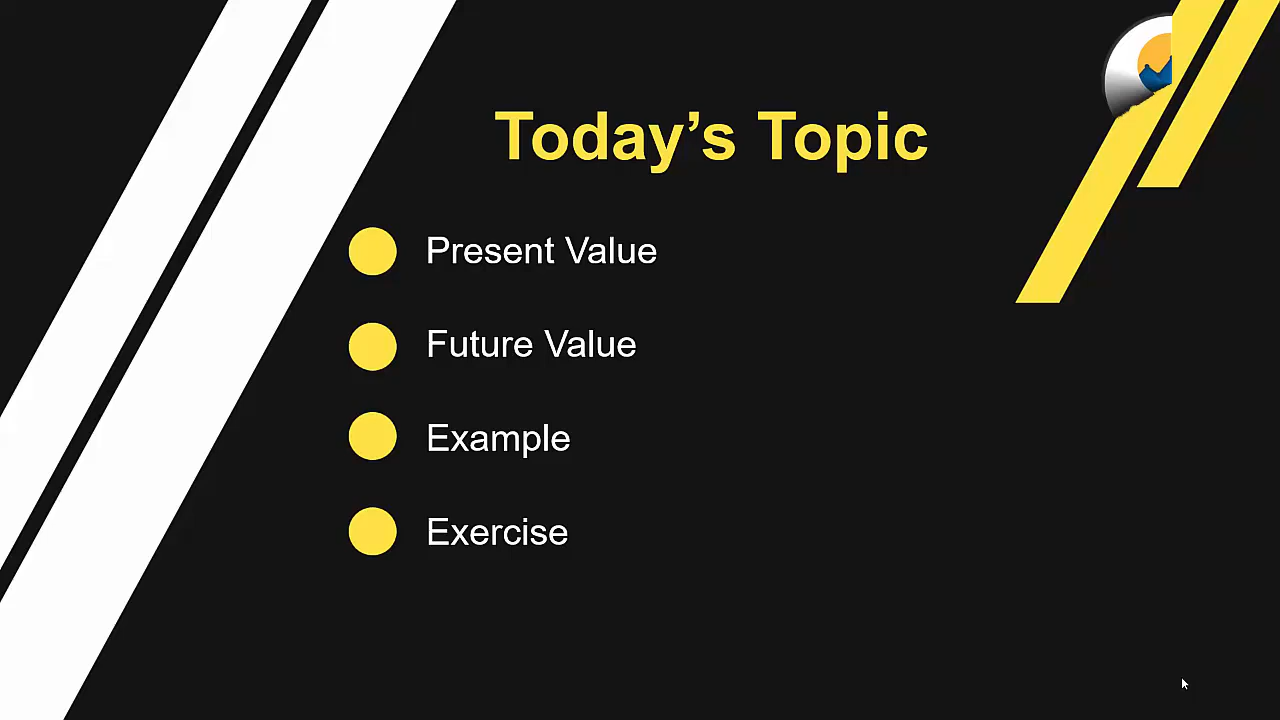 Today’s Topic
Present Value
Future Value
Example
Exercise